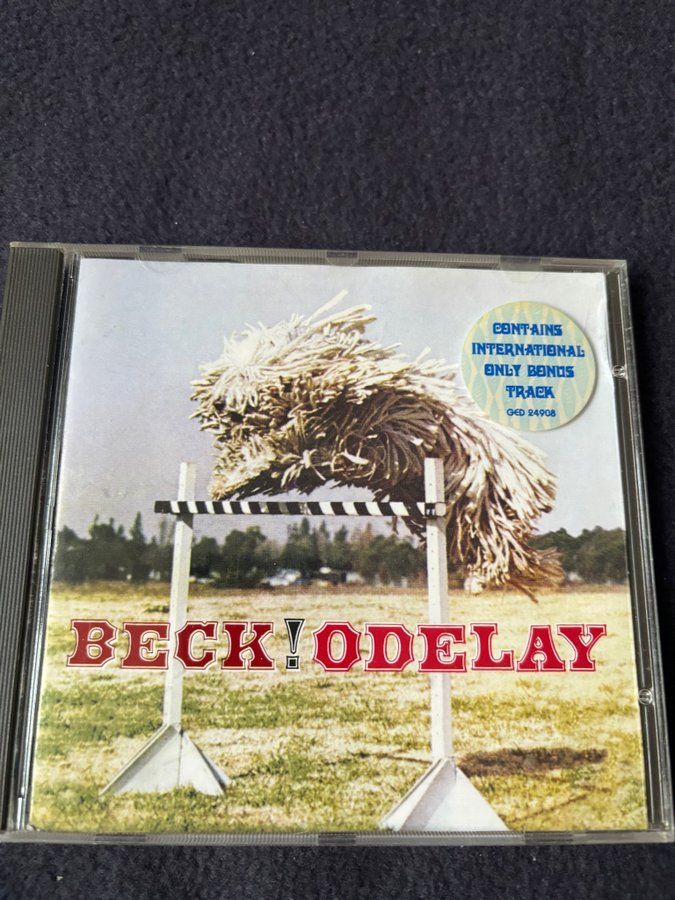 CONTAINS
INTERNATIONAL
ONLY BONUS
TRACK
GED 24908
BECK! ODELAY